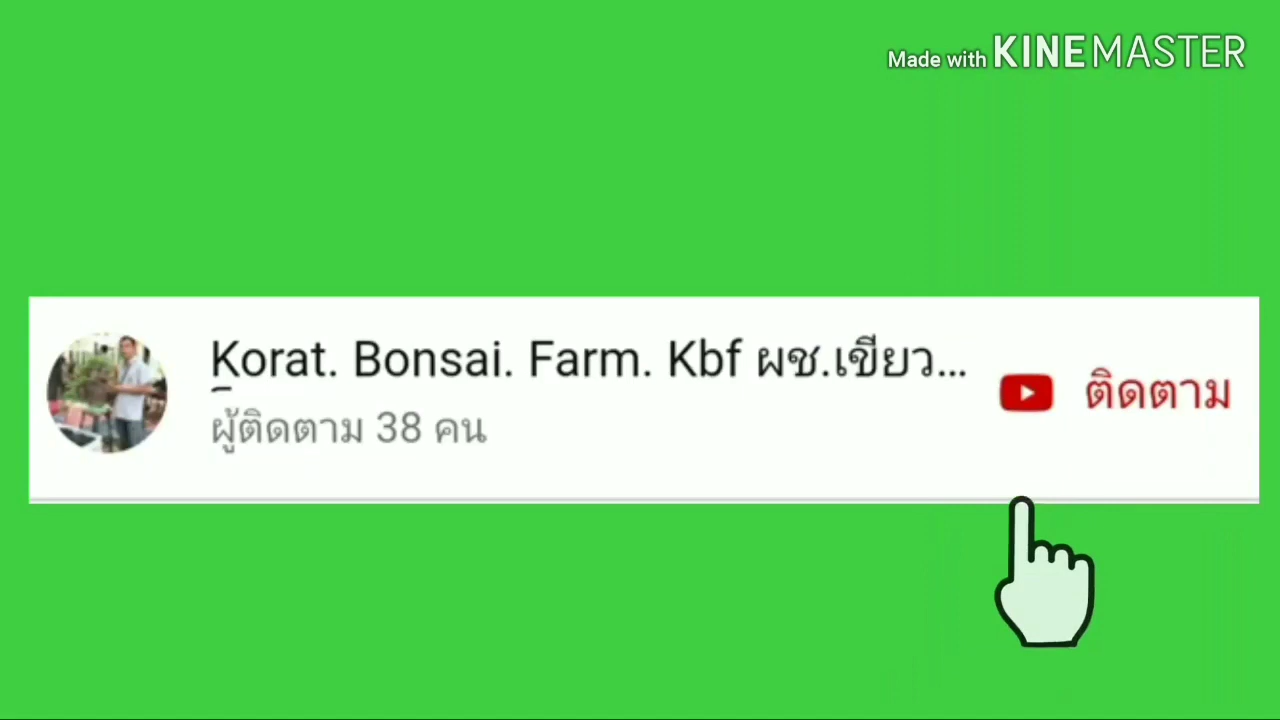 Made with KINEMASTER
Korat. Bonsai. Farm. Kbf ผช.เขียว...
ผู้ติดตาม 38 คน
ติดตาม